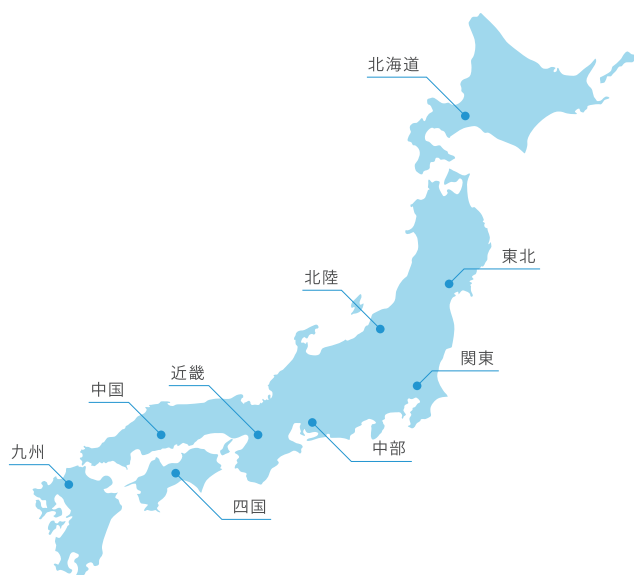 北海道
東北
北陸
関東
近畿
中国
中部
九州
四国